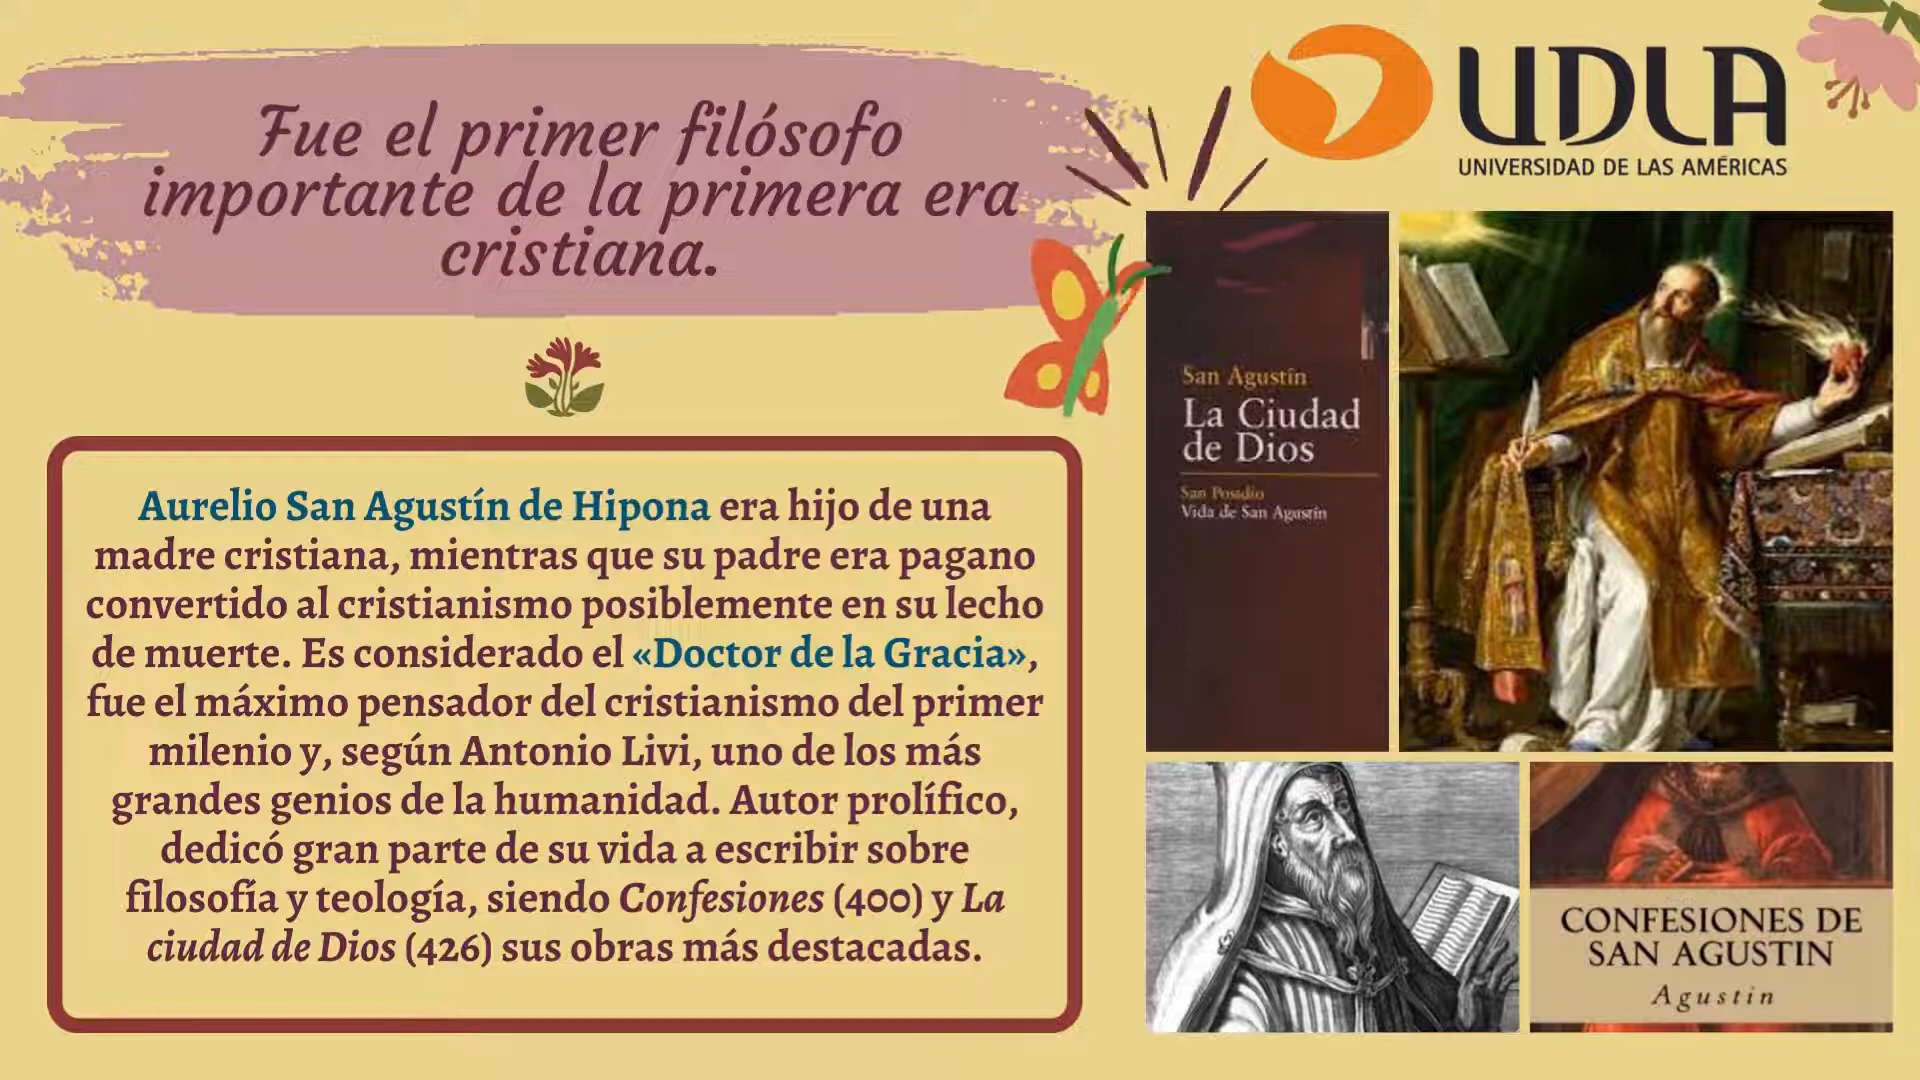 Fue el primer filósofo
importante de la primera era
cristiana.
UDLA
UNIVERSIDAD DE LAS AMÉRICAS
Aurelio San Agustín de Hipona era hijo de una
madre cristiana, mientras que su padre era pagano
convertido al cristianismo posiblemente en su lecho
de muerte. Es considerado el «Doctor de la Gracia»,
fue el máximo pensador del cristianismo del primer
milenio y, según Antonio Livi, uno de los más
grandes genios de la humanidad. Autor prolífico,
dedicó gran parte de su vida a escribir sobre
filosofía y teología, siendo Confesiones (400) y La
ciudad de Dios (426) sus obras más destacadas.
San Agustín
La Ciudad
de Dios
San Posidio
Vida de San Agustín
CONFESIONES DE
SAN AGUSTIN
Agustin